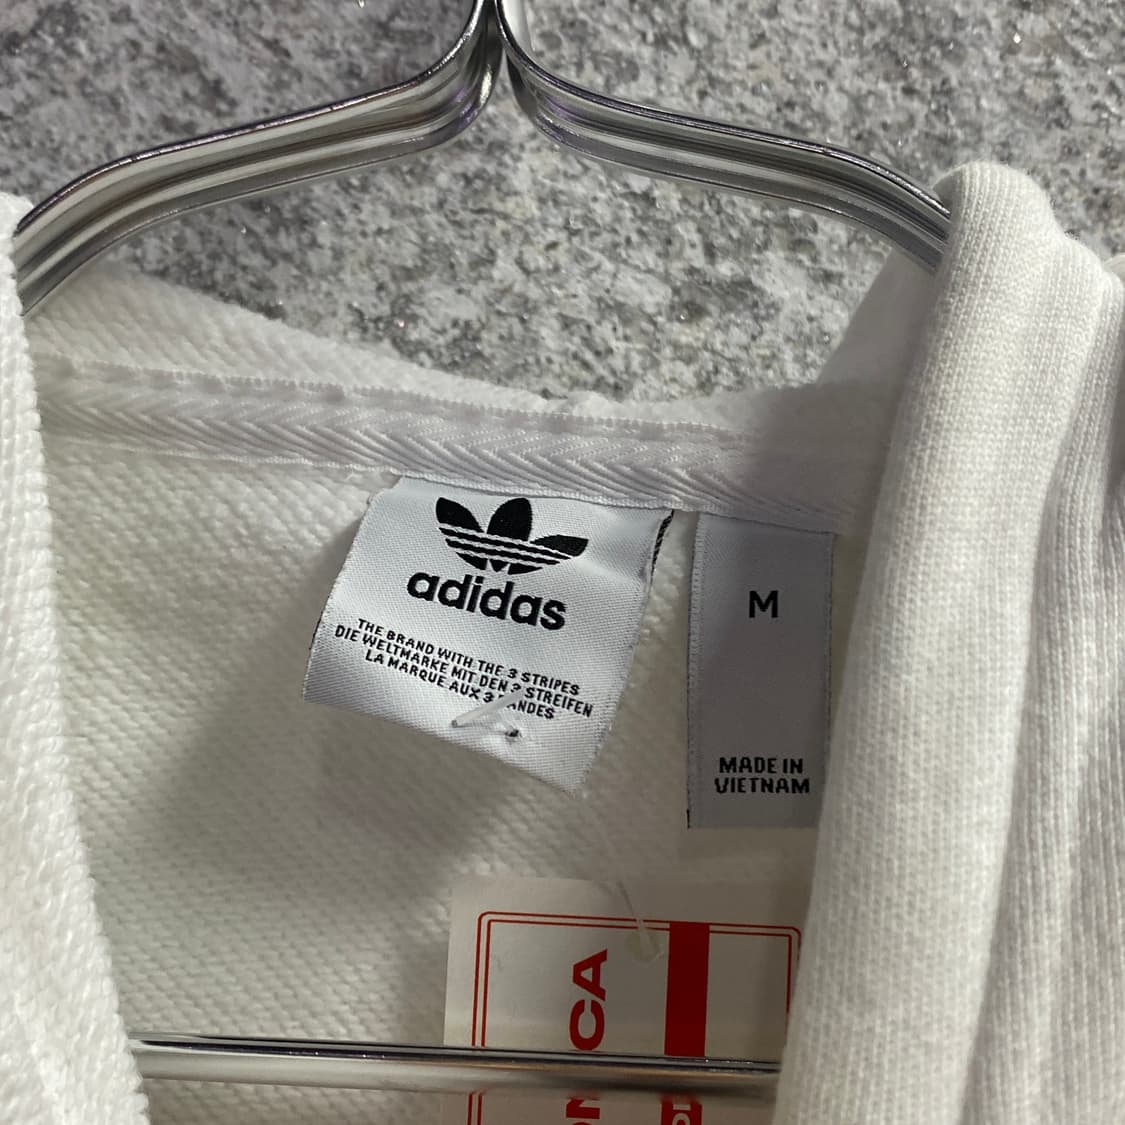 adidas
THE BRAND WITH THE 3 STRIPES
DIE WELTMARKE MIT DEN 3 STREIFEN
LA MARQUE AUX 3 BANDES
M
MADE IN
VIETNAM